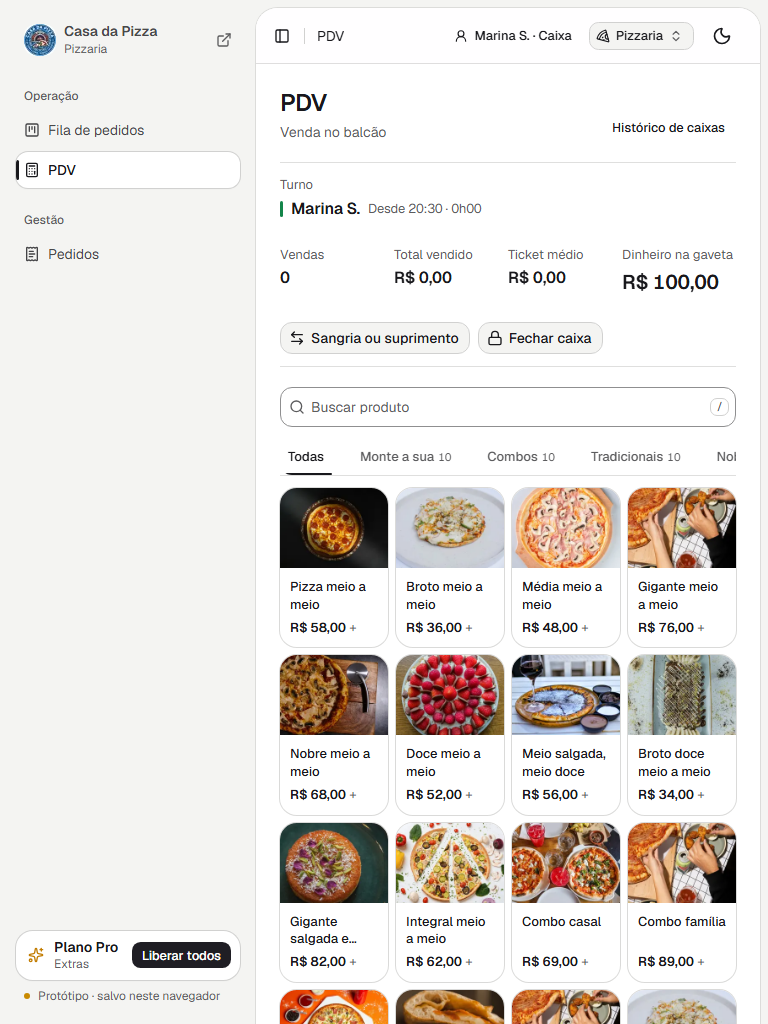 Casa da Pizza
Pizzaria
Operação
Fila de pedidos
PDV
Gestão
Pedidos
Plano Pro
Extras
Liberar todos
Protótipo · salvo neste navegador
PDV
Marina S. · Caixa
Pizzaria
PDV
Venda no balcão
Histórico de caixas
Turno
Marina S. Desde 20:30 · 0h00
Vendas
0
Total vendido
R$ 0,00
Ticket médio
R$ 0,00
Dinheiro na gaveta
R$ 100,00
Sangria ou suprimento
Fechar caixa
Buscar produto
/
Todas
Monte a sua 10
Combos 10
Tradicionais 10
Pizza meio a
meio
R$ 58,00 +
Broto meio a
meio
R$ 36,00 +
Média meio a
meio
R$ 48,00 +
Gigante meio
a meio
R$ 76,00 +
Nobre meio a
meio
R$ 68,00 +
Doce meio a
meio
R$ 52,00 +
Meio salgada,
meio doce
R$ 56,00 +
Broto doce
meio a meio
R$ 34,00 +
Gigante
salgada e...
R$ 82,00 +
Integral meio
a meio
R$ 62,00 +
Combo casal
R$ 69,00 +
Combo família
R$ 89,00 +